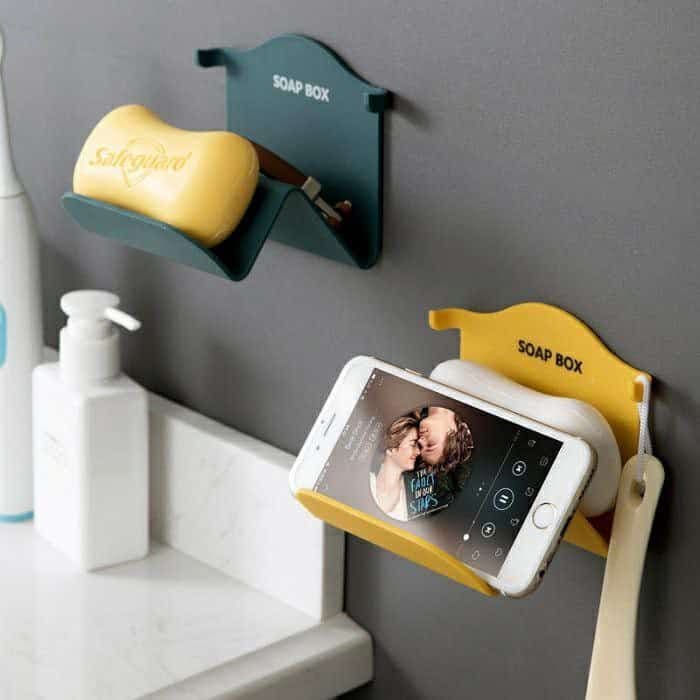 SOAP BOX
Safeguard
SOAP BOX
THE
FAULT
IN OUR
STARS